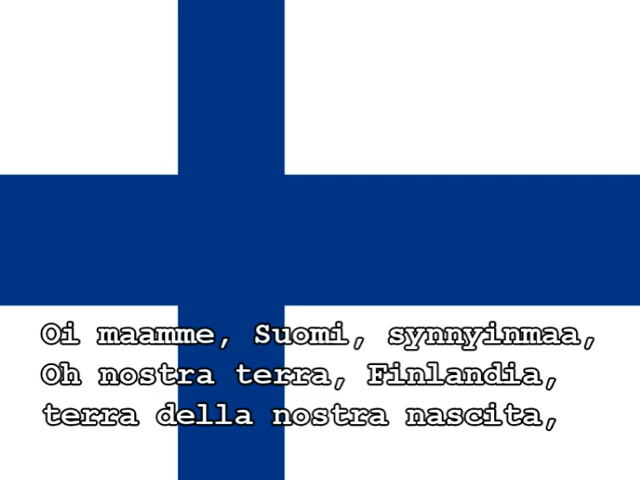 Oi maamme, Suomi, synnyinmaa,
Oh nostra terra, Finlandia,
terra della nostra nascita,